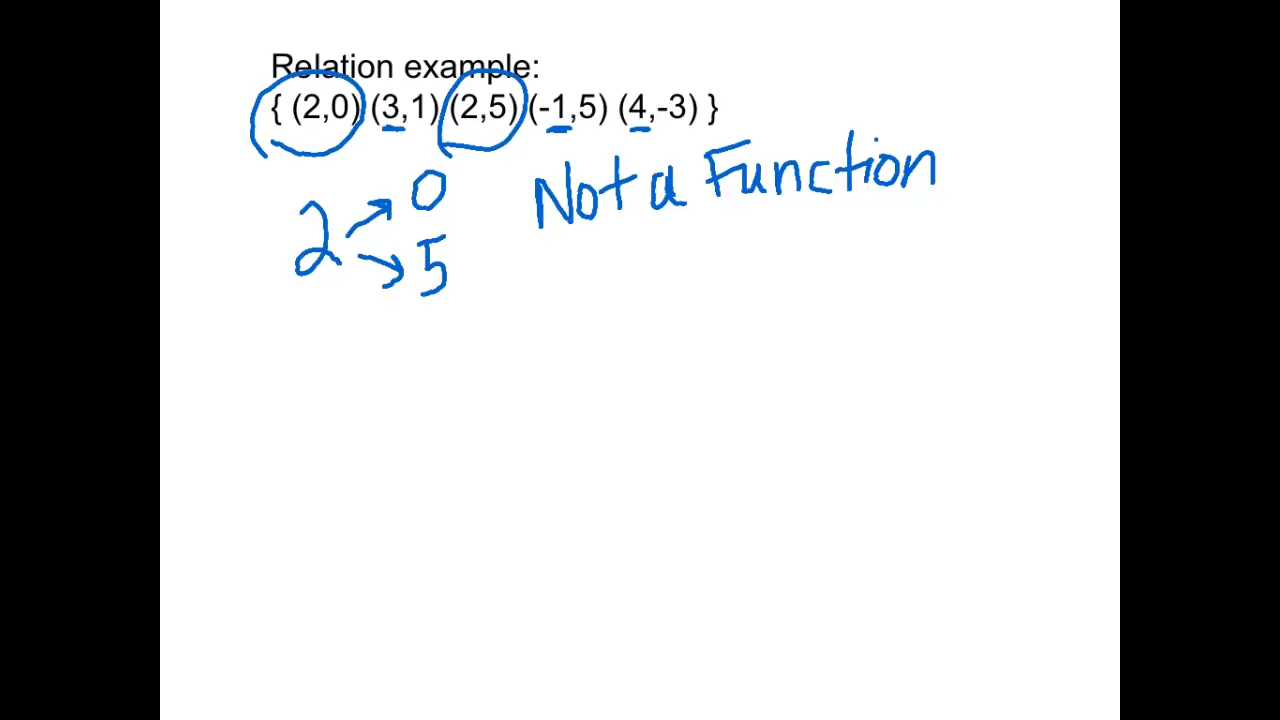 Relation example:
{ (2,0) (3,1) (2,5) (-1,5) (4,-3) }
Not a Function
2 → 0
→ 5